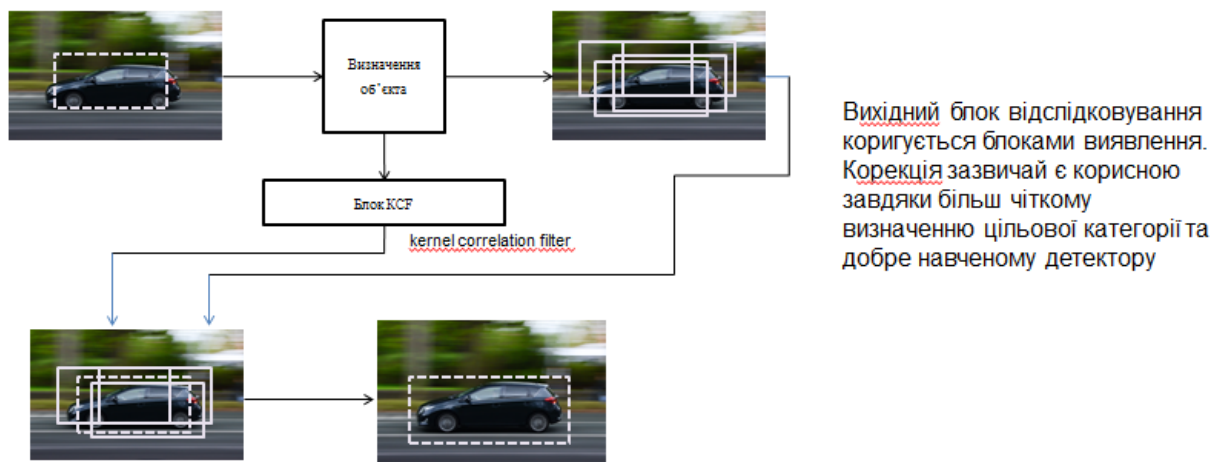 Визначення
об'єкта
Блок KCF
kernel correlation filter
Вихідний блок відслідковування
коригується блоками виявлення.
Корекція зазвичай є корисною
завдяки більш чіткому
визначенню цільової категорії та
добре навченому детектору